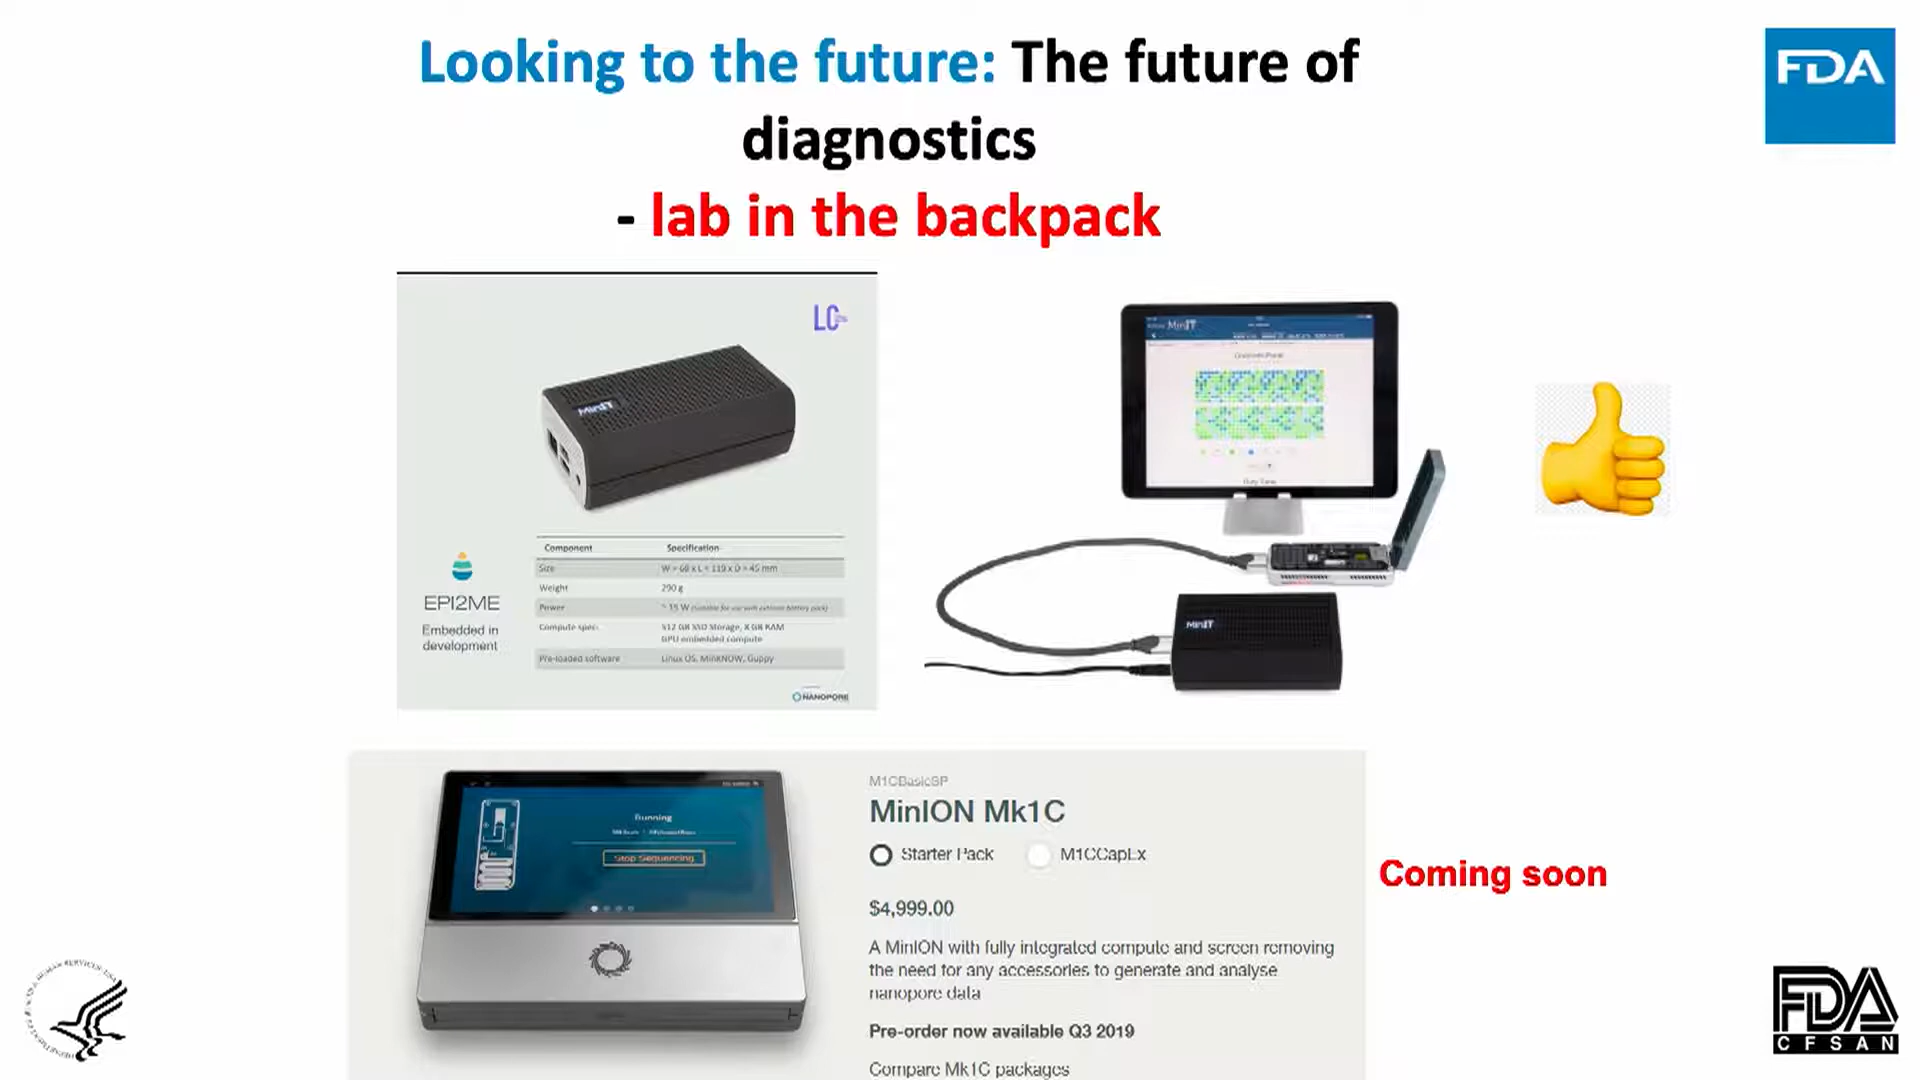 Looking to the future: The future of
diagnostics
- lab in the backpack
FDA
LC
MinIT
Component Specification
Size W = 69 x L = 119 x D = 45 mm
Weight 290 g
Power ~ 15 W (suitable for use with external battery pack)
Compute spec: 512 GB SSD Storage, 8 GB RAM
GPU embedded compute
Pre-loaded software Linux OS, MinKNOW, Guppy
EPI2ME
Embedded in
development
NANOPORE
MinIT
MinIT
Running
Stop Sequencing
M1CBasicSP
MinION Mk1C
Starter Pack M1CCapEx
$4,999.00
A MinION with fully integrated compute and screen removing
the need for any accessories to generate and analyse
nanopore data
Pre-order now available Q3 2019
Compare Mk1C packages
Coming soon
FDA
CFSAN